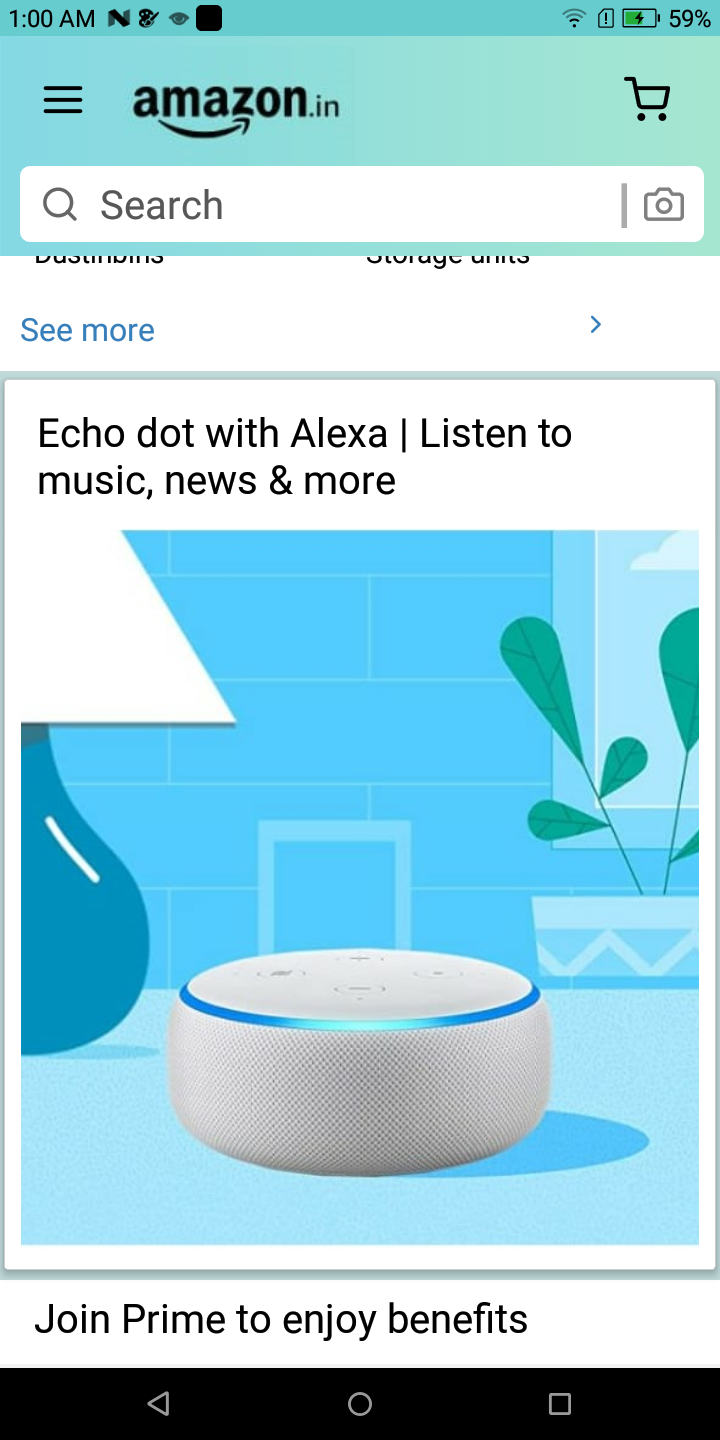 1:00 AM
59%
amazon.in
Search
Dustinbins
Storage units
See more
Echo dot with Alexa | Listen to
music, news & more
Join Prime to enjoy benefits